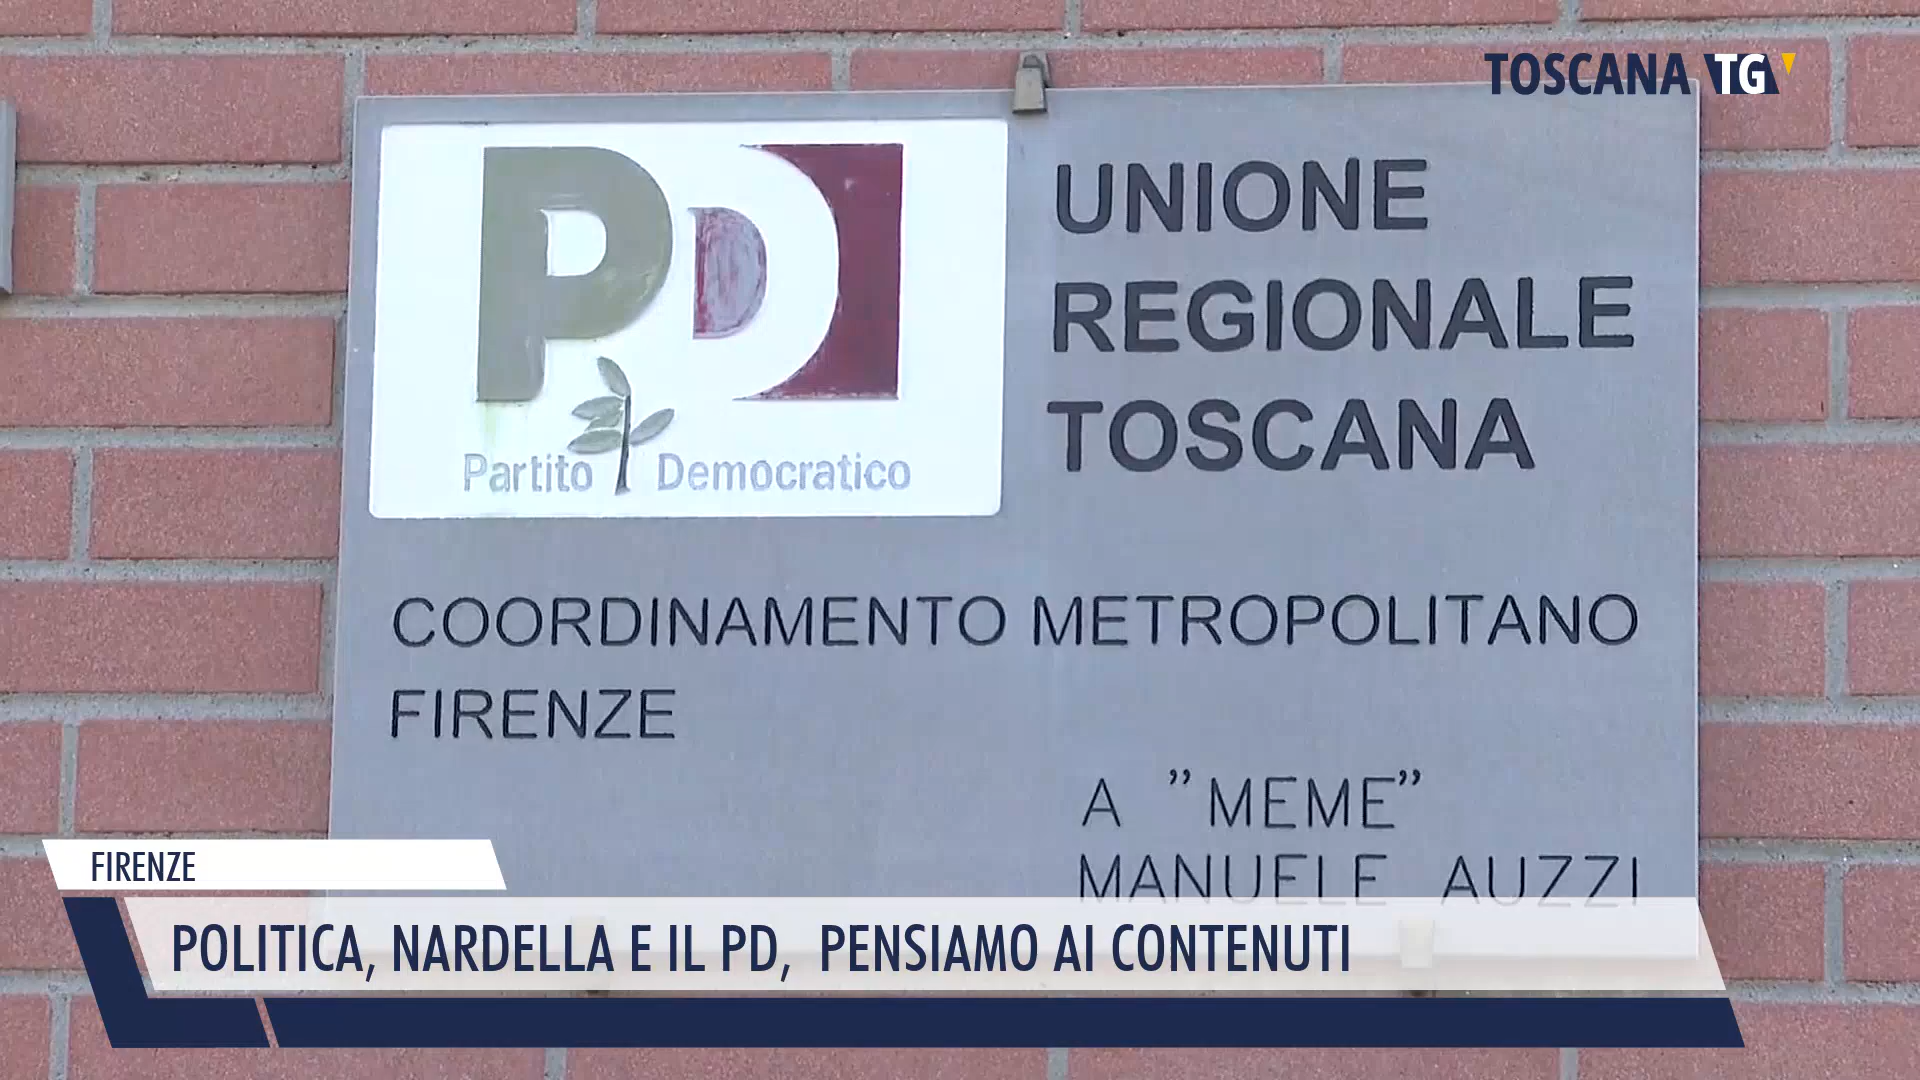 TOSCANA TG
PD
Partito Democratico
UNIONE
REGIONALE
TOSCANA
COORDINAMENTO METROPOLITANO
FIRENZE
A "MEME"
MANUELE AUZZI
FIRENZE
POLITICA, NARDELLA E IL PD, PENSIAMO AI CONTENUTI